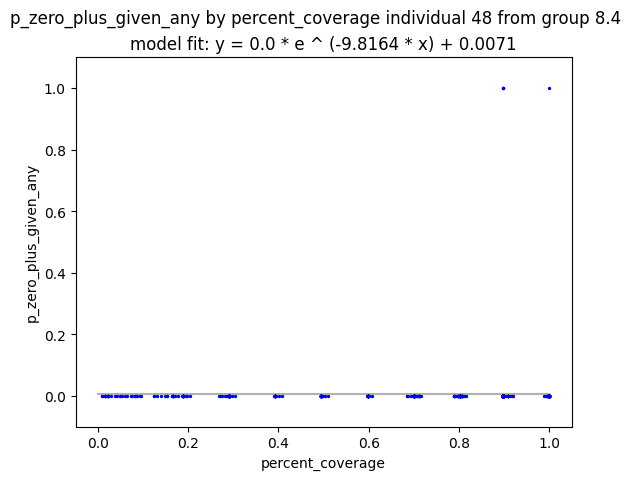 p_zero_plus_given_any by percent_coverage individual 48 from group 8.4
model fit: y = 0.0 * e ^ (-9.8164 * x) + 0.0071
p_zero_plus_given_any
1.0
0.8
0.6
0.4
0.2
0.0
0.0 0.2 0.4 0.6 0.8 1.0
percent_coverage